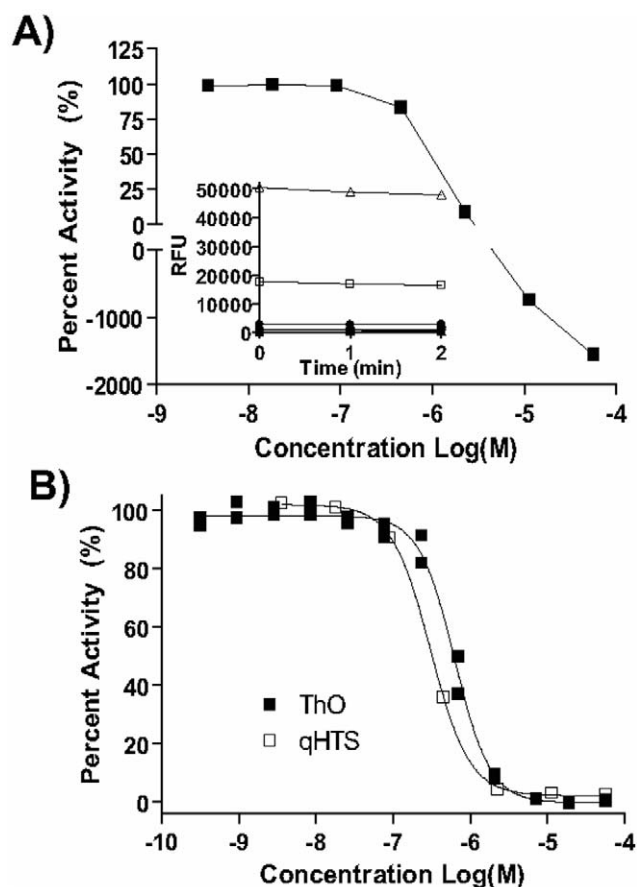 A)
125
100
75
50
25
0
0
-1000
-2000
Percent Activity (%)
50000
40000
30000
20000
10000
0
RFU
0 1 2
Time (min)
-9 -8 -7 -6 -5 -4
Concentration Log(M)
B)
100
80
60
40
20
0
Percent Activity (%)
ThO
qHTS
-10 -9 -8 -7 -6 -5 -4
Concentration Log(M)